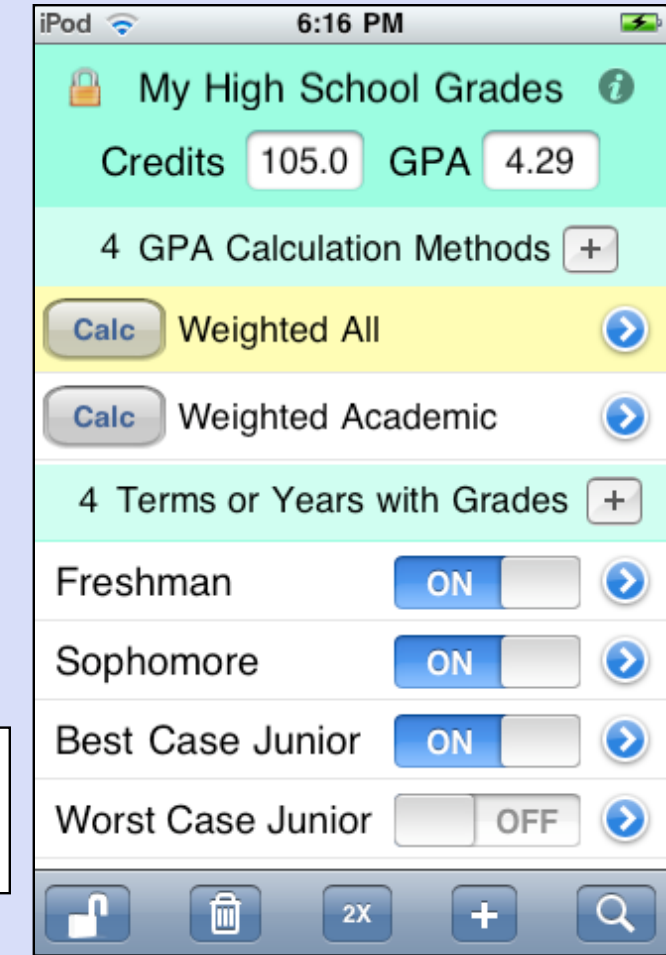 iPod 6:16 PM
My High School Grades i
Credits 105.0 GPA 4.29
4 GPA Calculation Methods +
Calc Weighted All
Calc Weighted Academic
4 Terms or Years with Grades +
Freshman ON
Sophomore ON
Best Case Junior ON
Worst Case Junior OFF
2X +